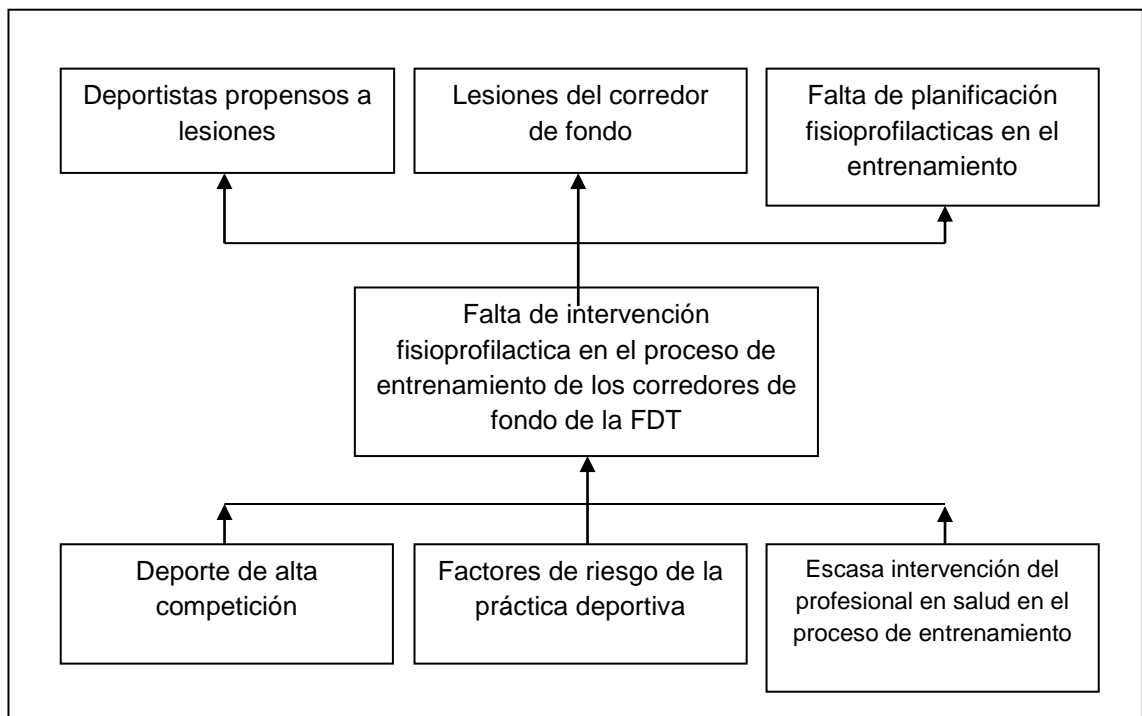 Deportistas propensos a
lesiones
Lesiones del corredor
de fondo
Falta de planificación
fisioprofilacticas en el
entrenamiento
Falta de intervención
fisioprofilactica en el proceso de
entrenamiento de los corredores de
fondo de la FDT
Deporte de alta
competición
Factores de riesgo de la
práctica deportiva
Escasa intervención del
profesional en salud en el
proceso de entrenamiento